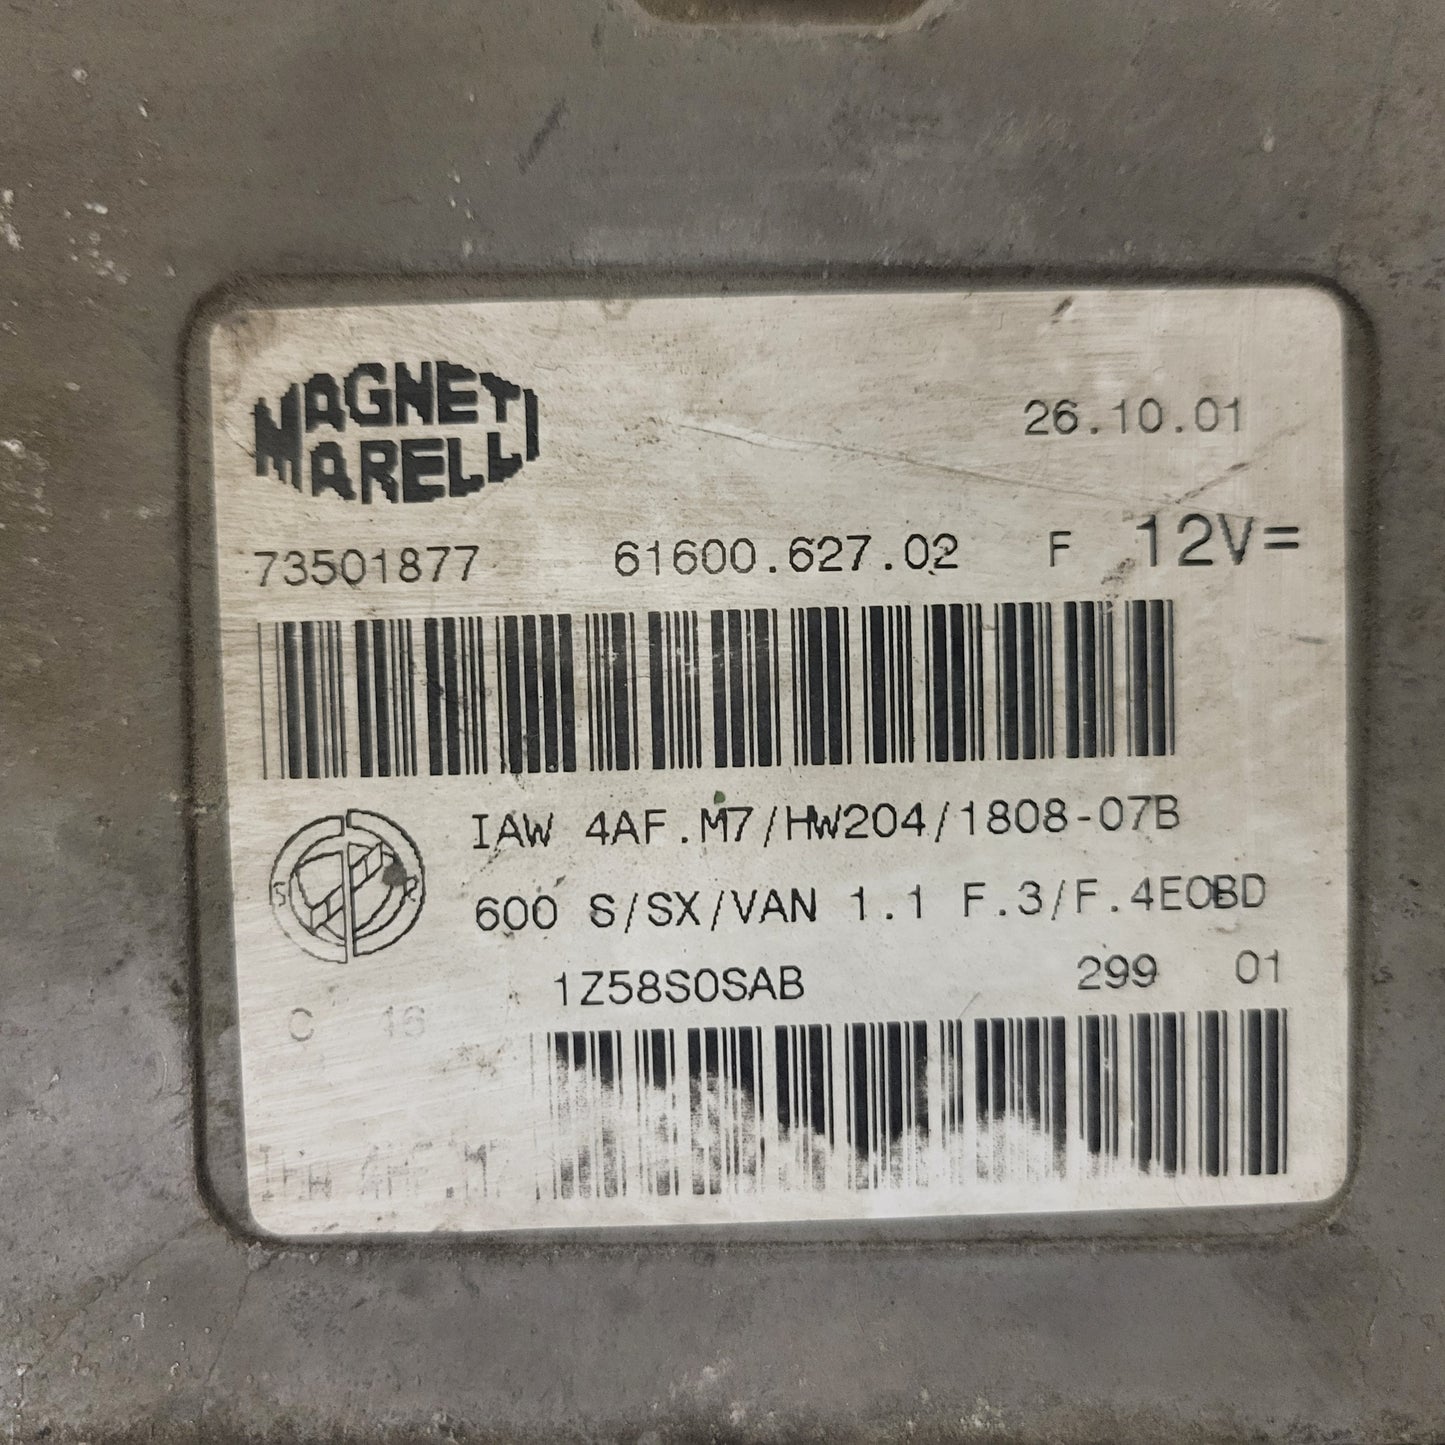 MAGNETI
MARELLI
26.10.01
73501877 61600.627.02 F 12V=
IAW 4AF.M7/HW204/1808-07B
600 S/SX/VAN 1.1 F.3/F.4EOBD
1Z58S0SAB 299 01
C 16